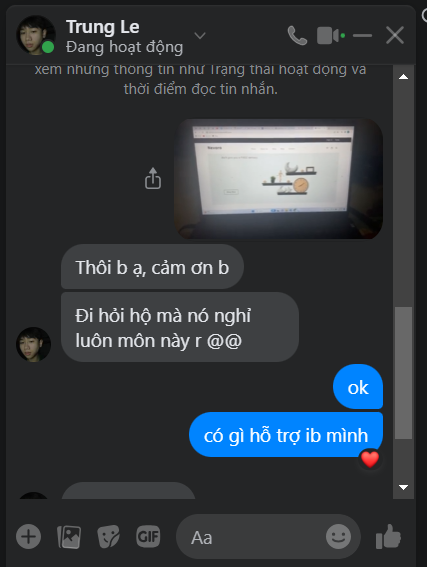 Trung Le
Đang hoạt động
xem những thông tin như Trạng thái hoạt động và
thời điểm đọc tin nhắn.
Thôi b ạ, cảm ơn b
Đi hỏi hộ mà nó nghỉ
luôn môn này r @@
ok
có gì hỗ trợ ib mình
GIF
Aa